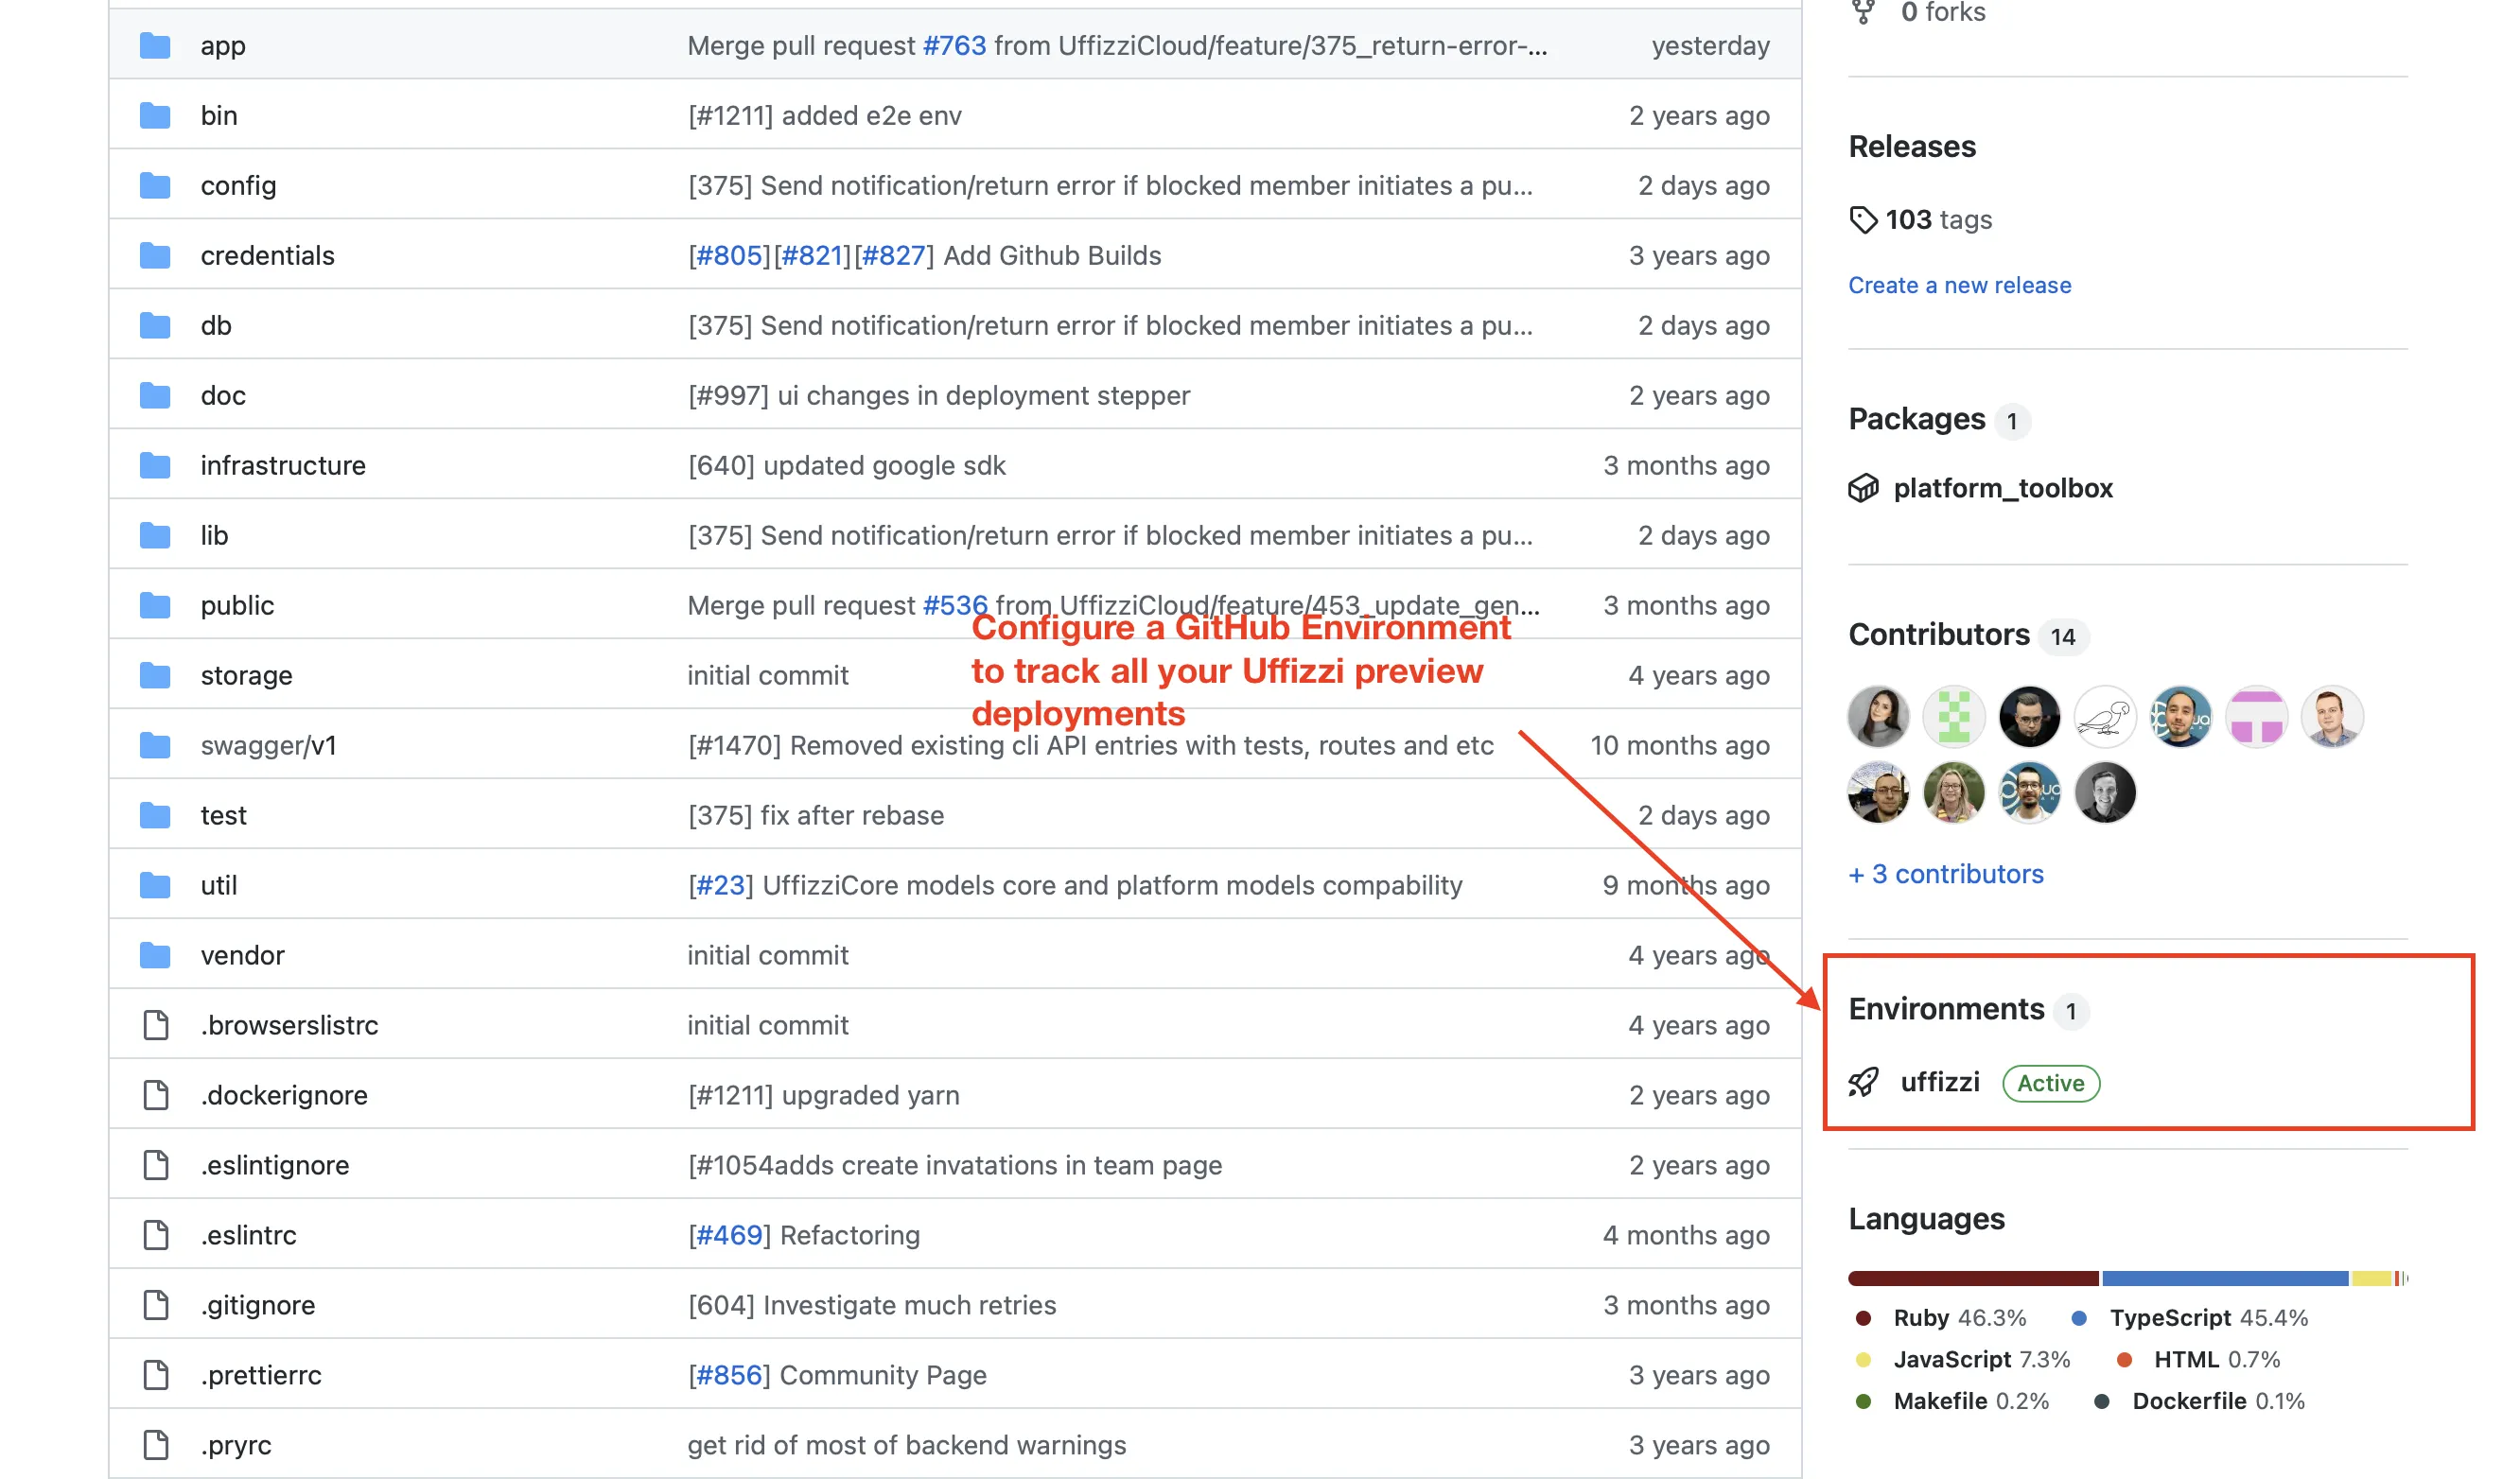 app Merge pull request #763 from UffizziCloud/feature/375_return-error-... yesterday
bin [#1211] added e2e env 2 years ago
config [375] Send notification/return error if blocked member initiates a pu... 2 days ago
credentials [#805][#821][#827] Add Github Builds 3 years ago
db [375] Send notification/return error if blocked member initiates a pu... 2 days ago
doc [#997] ui changes in deployment stepper 2 years ago
infrastructure [640] updated google sdk 3 months ago
lib [375] Send notification/return error if blocked member initiates a pu... 2 days ago
public Merge pull request #536 from UffizziCloud/feature/453_update_gen... 3 months ago
storage initial commit 4 years ago
swagger/v1 [#1470] Removed existing cli API entries with tests, routes and etc 10 months ago
test [375] fix after rebase 2 days ago
util [#23] UffizziCore models core and platform models compability 9 months ago
vendor initial commit 4 years ago
.browserslistrc initial commit 4 years ago
.dockerignore [#1211] upgraded yarn 2 years ago
.eslintignore [#1054adds create invatations in team page 2 years ago
.eslintrc [#469] Refactoring 4 months ago
.gitignore [604] Investigate much retries 3 months ago
.prettierrc [#856] Community Page 3 years ago
.pryrc get rid of most of backend warnings 3 years ago
Configure a GitHub Environment
to track all your Uffizzi preview
deployments
0 forks
Releases
103 tags
Create a new release
Packages 1
platform_toolbox
Contributors 14
+ 3 contributors
Environments 1
uffizzi Active
Languages
Ruby 46.3% TypeScript 45.4%
JavaScript 7.3% HTML 0.7%
Makefile 0.2% Dockerfile 0.1%